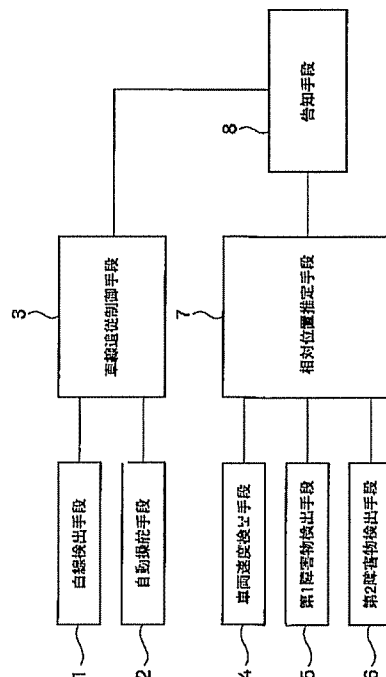 1
白線検出手段
2
自動操舵手段
3
車線追従制御手段
4
車両速度検出手段
5
第1障害物検出手段
6
第2障害物検出手段
7
相対位置推定手段
8
告知手段